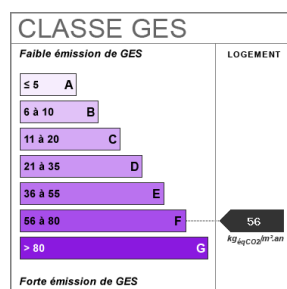 CLASSE GES
Faible émission de GES
LOGEMENT
≤ 5 A
6 à 10 B
11 à 20 C
21 à 35 D
36 à 55 E
56 à 80 F
56
kgéqCO2/m².an
> 80 G
Forte émission de GES